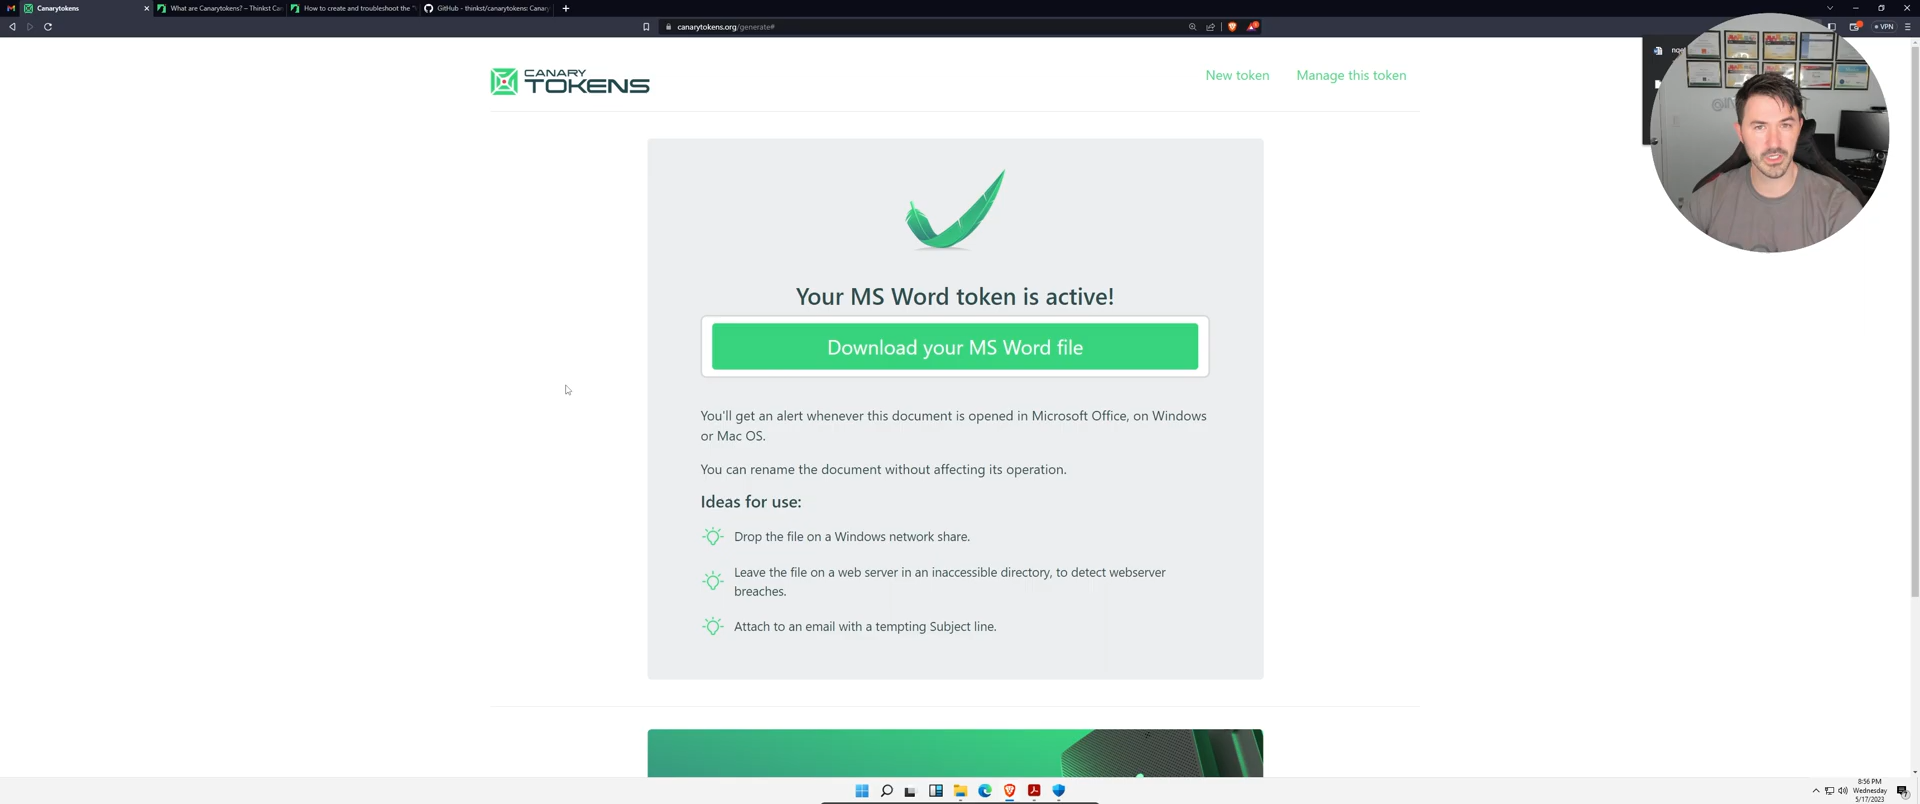 Canarytokens
What are Canarytokens? – Thinkst Ca
How to create and troubleshoot the "
GitHub - thinkst/canarytokens: Canary
canarytokens.org/generate#
VPN
CANARY
TOKENS
New token
Manage this token
Your MS Word token is active!
Download your MS Word file
You'll get an alert whenever this document is opened in Microsoft Office, on Windows
or Mac OS.
You can rename the document without affecting its operation.
Ideas for use:
Drop the file on a Windows network share.
Leave the file on a web server in an inaccessible directory, to detect webserver
breaches.
Attach to an email with a tempting Subject line.
8:56 PM
Wednesday
5/17/2023